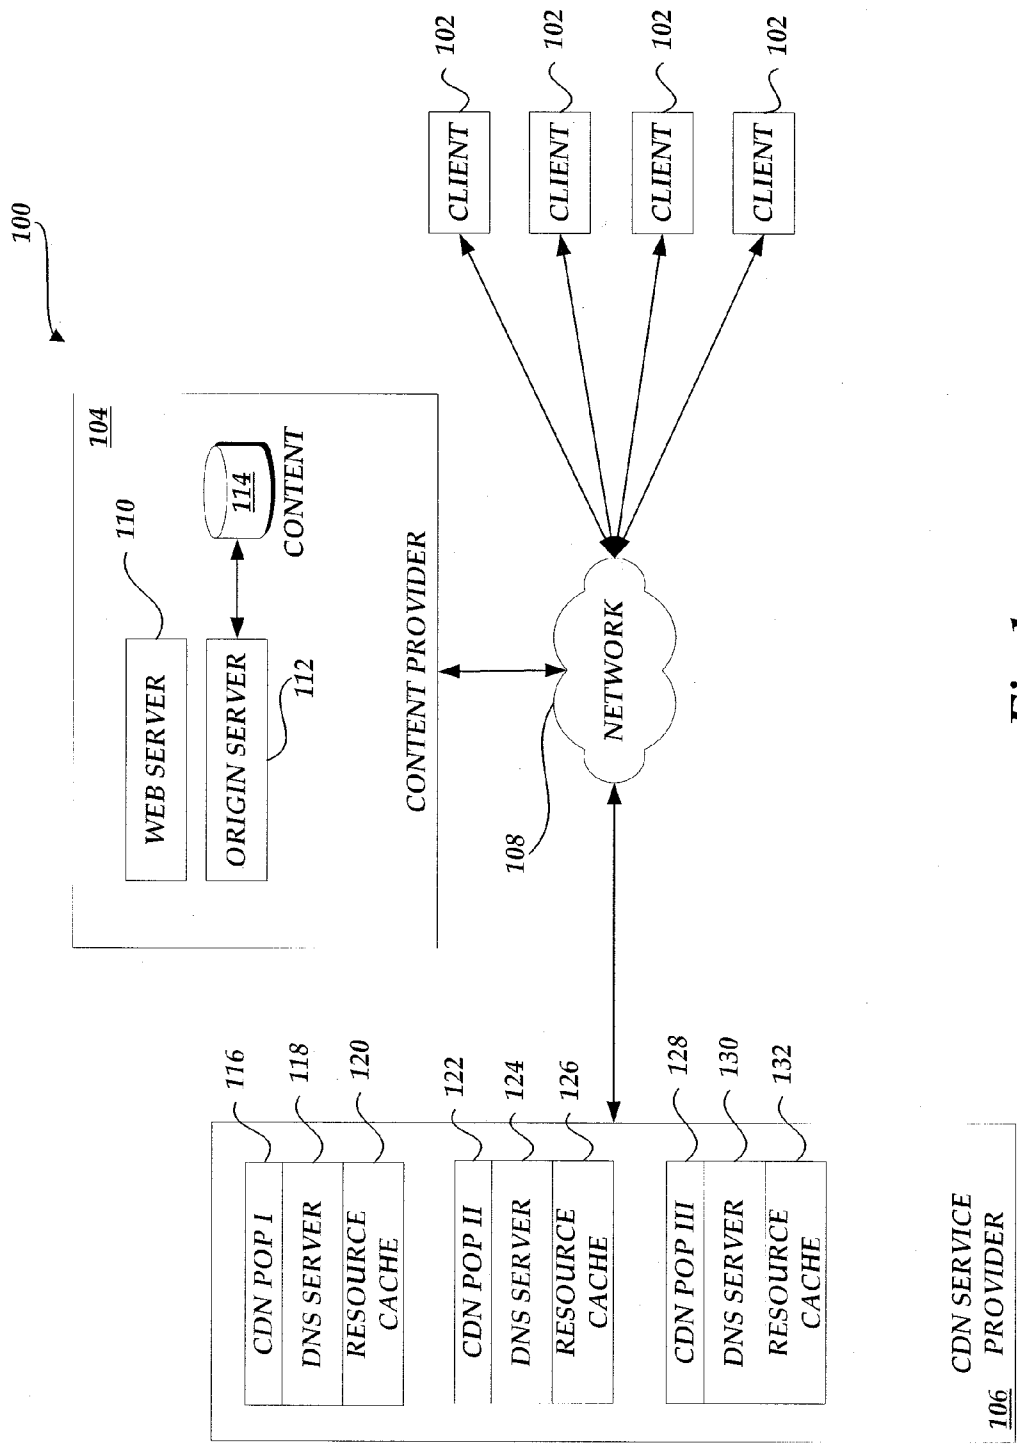 100
104
WEB SERVER
110
ORIGIN SERVER
112
114
CONTENT
CONTENT PROVIDER
CDN POP I
116
DNS SERVER
118
RESOURCE
CACHE
120
CDN POP II
122
DNS SERVER
124
RESOURCE
CACHE
126
CDN POP III
128
DNS SERVER
130
RESOURCE
CACHE
132
CDN SERVICE
PROVIDER
106
NETWORK
108
CLIENT
102
CLIENT
102
CLIENT
102
CLIENT
102